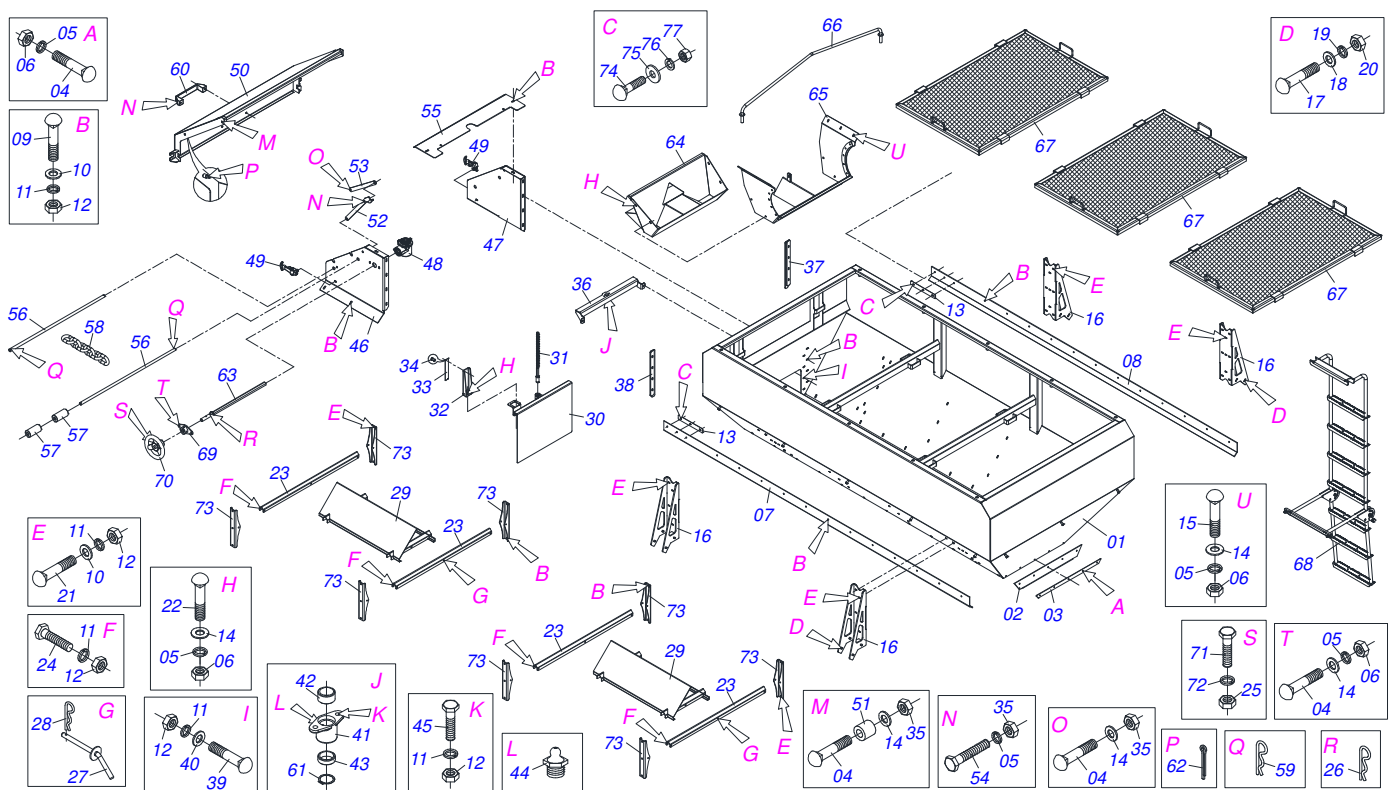 A
05
06
04
60
50
N
M
P
B
09
10
11
12
55
B
49
47
O
53
N
52
48
49
B
46
C
77
76
75
74
66
65
64
U
H
67
67
67
D
19
20
18
17
37
36
J
C
13
B
E
16
E
16
D
08
56
58
Q
Q
56
57
57
63
T
S
R
69
70
34
33
32
H
31
30
38
C
13
B
I
E
73
23
F
73
29
73
23
F
G
B
73
E
16
07
B
01
02
03
A
68
U
15
14
05
06
E
11
12
10
21
H
22
14
05
06
F
11
24
12
B
73
23
F
73
29
E
D
16
73
23
F
G
E
73
S
71
72
25
T
05
06
14
04
G
28
27
I
11
12
40
39
J
42
L
K
41
43
61
K
45
11
12
L
44
M
51
35
14
04
N
35
05
54
O
35
14
04
P
62
Q
59
R
26